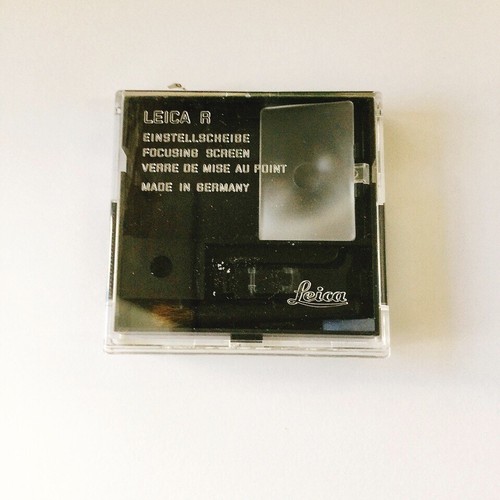 LEICA R
EINSTELLSCHEIBE
FOCUSING SCREEN
VERRE DE MISE AU POINT
MADE IN GERMANY
Leica